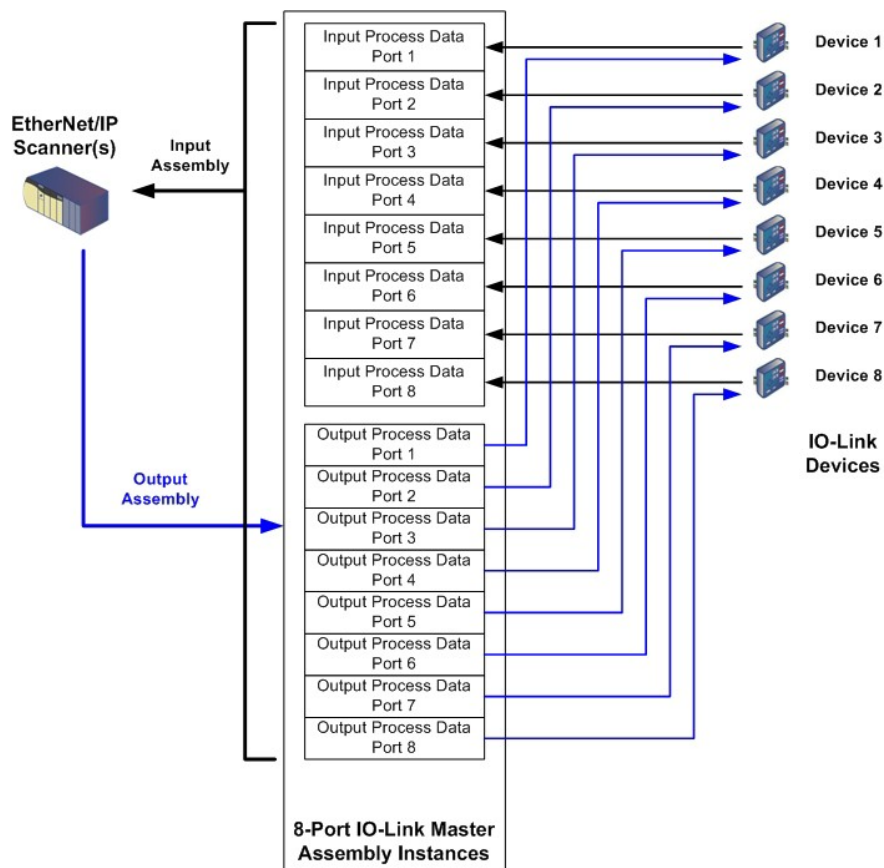 EtherNet/IP
Scanner(s)
Input
Assembly
Output
Assembly
Input Process Data
Port 1
Input Process Data
Port 2
Input Process Data
Port 3
Input Process Data
Port 4
Input Process Data
Port 5
Input Process Data
Port 6
Input Process Data
Port 7
Input Process Data
Port 8
Output Process Data
Port 1
Output Process Data
Port 2
Output Process Data
Port 3
Output Process Data
Port 4
Output Process Data
Port 5
Output Process Data
Port 6
Output Process Data
Port 7
Output Process Data
Port 8
8-Port IO-Link Master
Assembly Instances
Device 1
Device 2
Device 3
Device 4
Device 5
Device 6
Device 7
Device 8
IO-Link
Devices